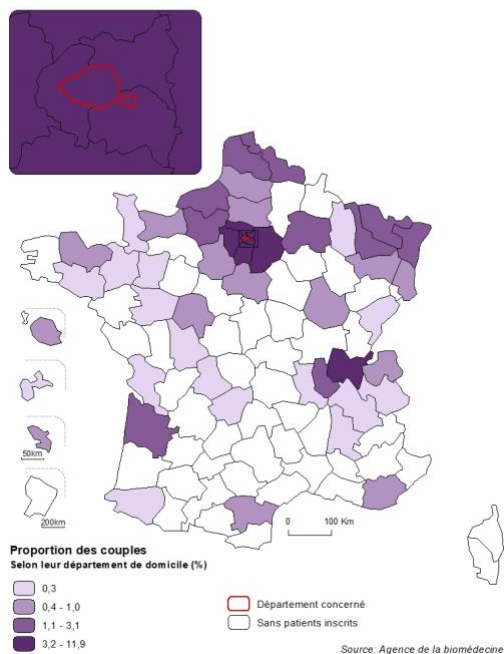 50km
200km
0 100 Km
Proportion des couples
Selon leur département de domicile (%)
0,3
0,4 - 1,0
1,1 - 3,1
3,2 - 11,9
Département concerné
Sans patients inscrits
Source: Agence de la biomédecine